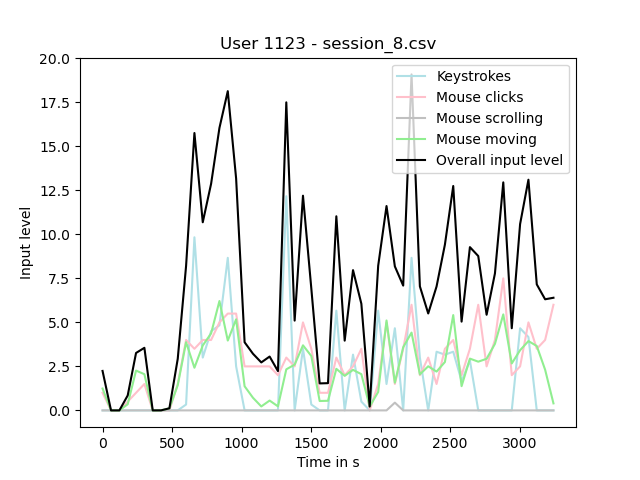 User 1123 - session_8.csv
20.0
17.5
15.0
12.5
10.0
7.5
5.0
2.5
0.0
Input level
Keystrokes
Mouse clicks
Mouse scrolling
Mouse moving
Overall input level
0 500 1000 1500 2000 2500 3000
Time in s